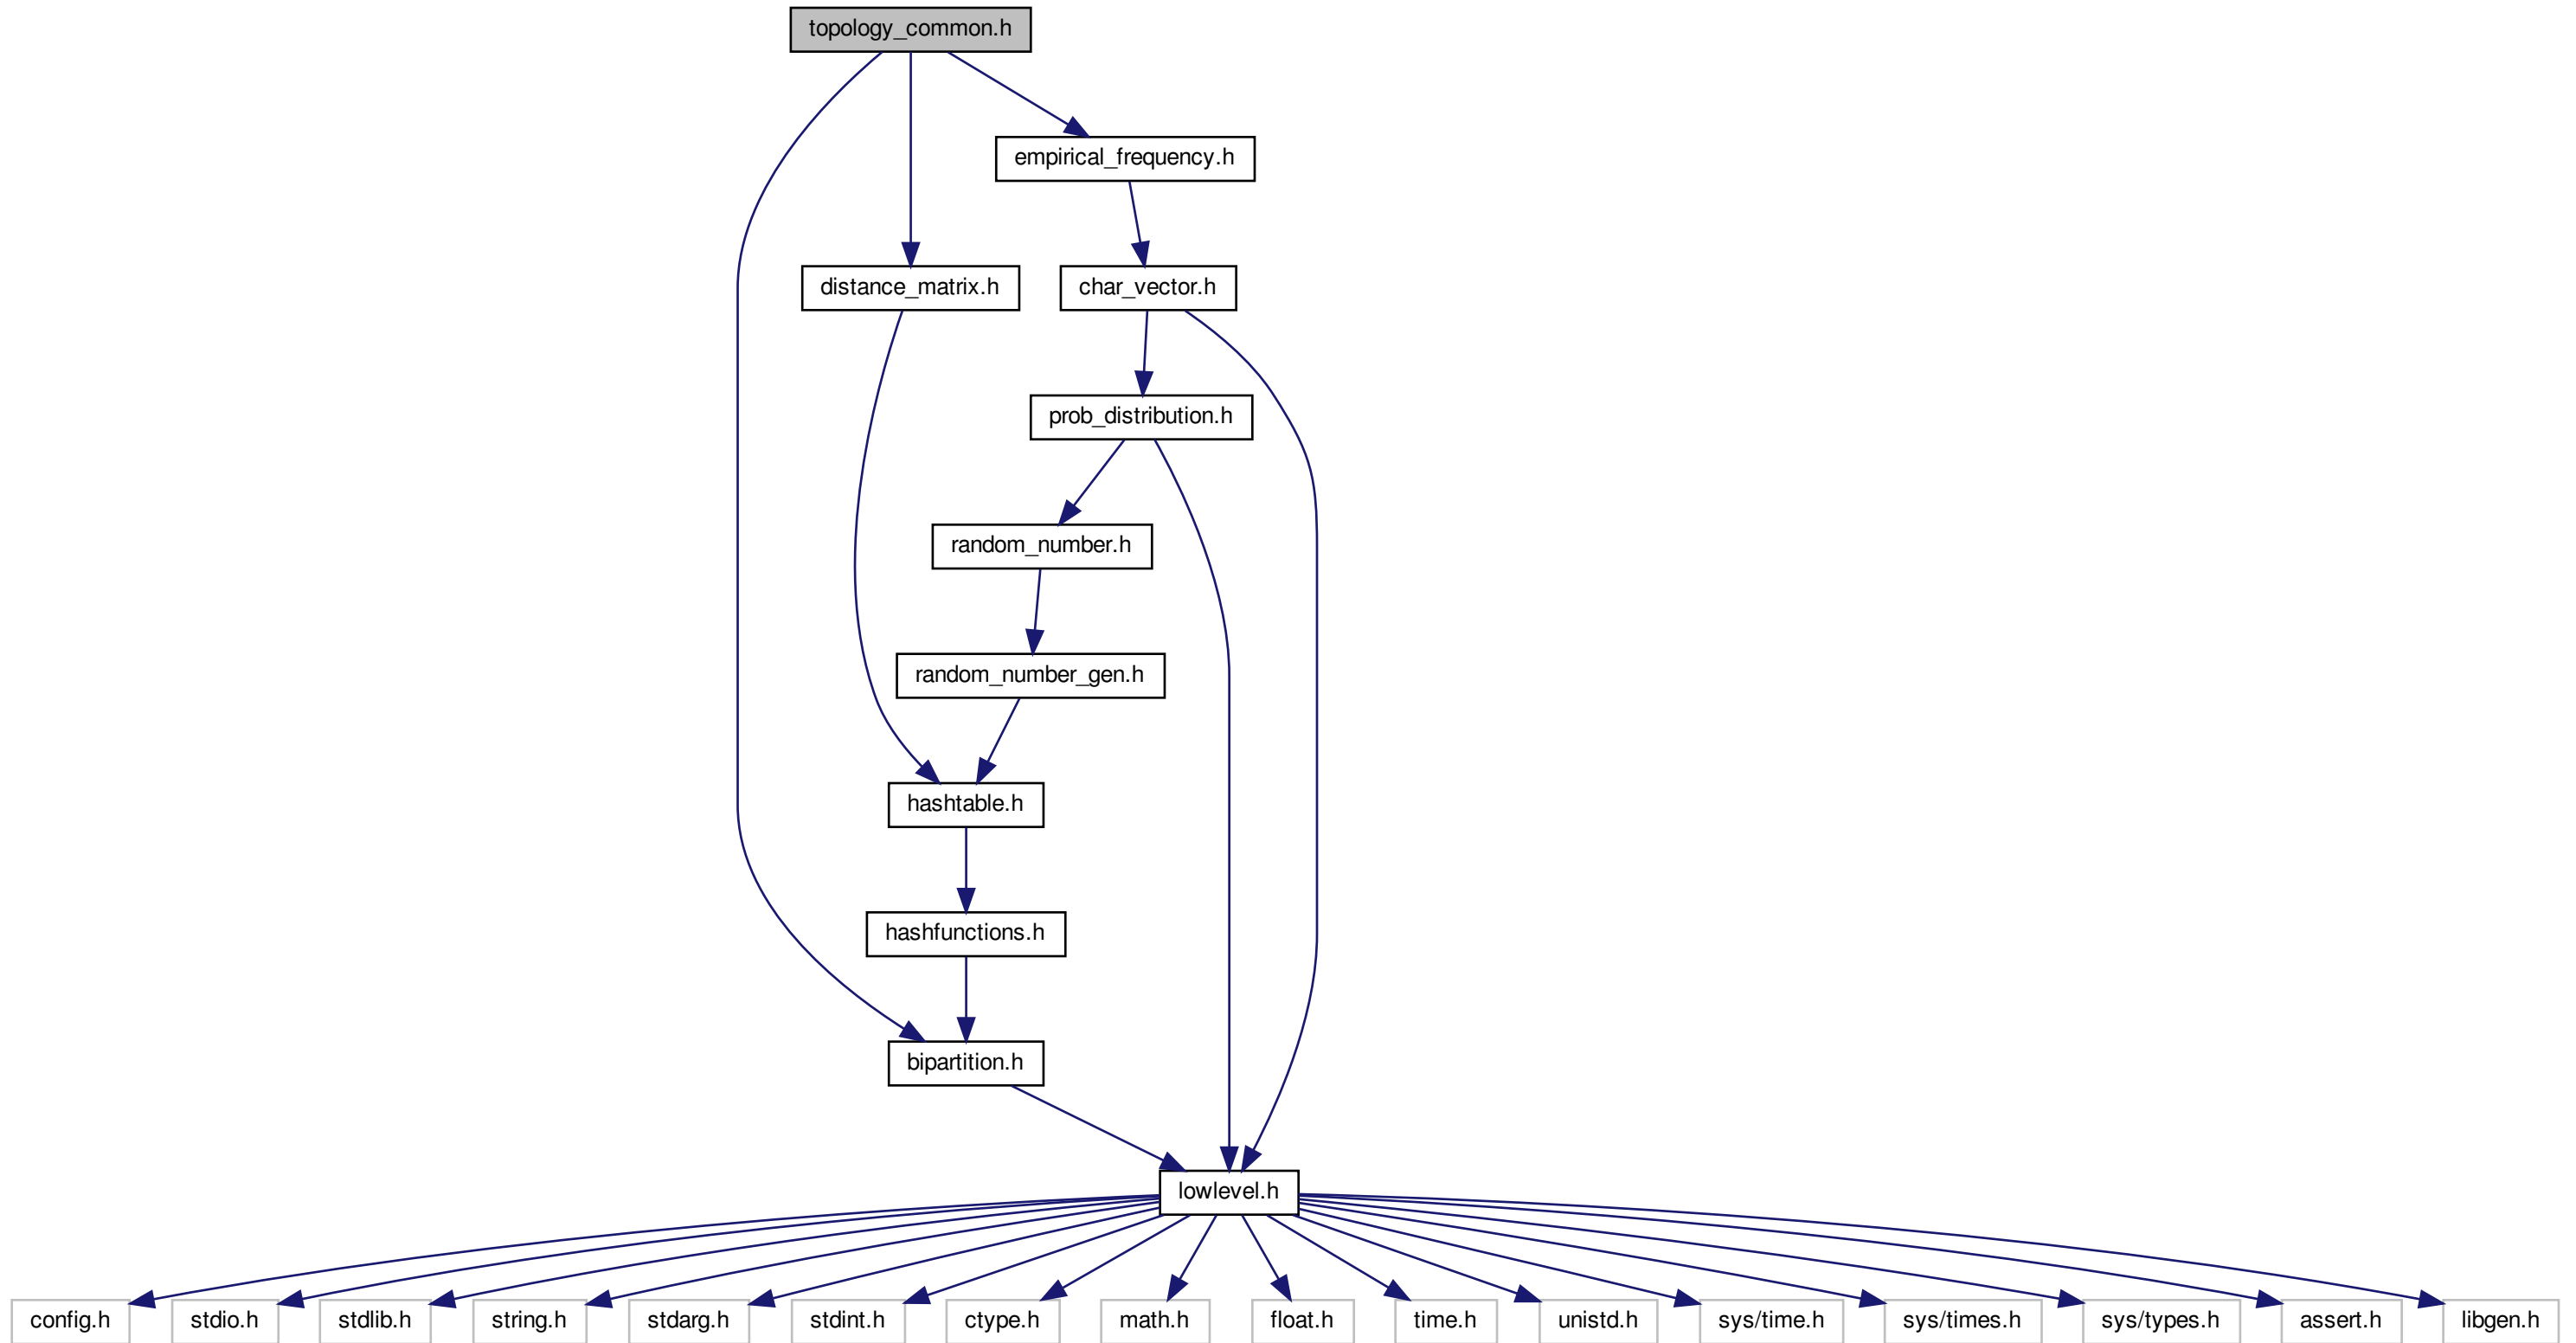 topology_common.h
empirical_frequency.h
distance_matrix.h
char_vector.h
prob_distribution.h
random_number.h
random_number_gen.h
hashtable.h
hashfunctions.h
bipartition.h
lowlevel.h
config.h
stdio.h
stdlib.h
string.h
stdarg.h
stdint.h
ctype.h
math.h
float.h
time.h
unistd.h
sys/time.h
sys/times.h
sys/types.h
assert.h
libgen.h